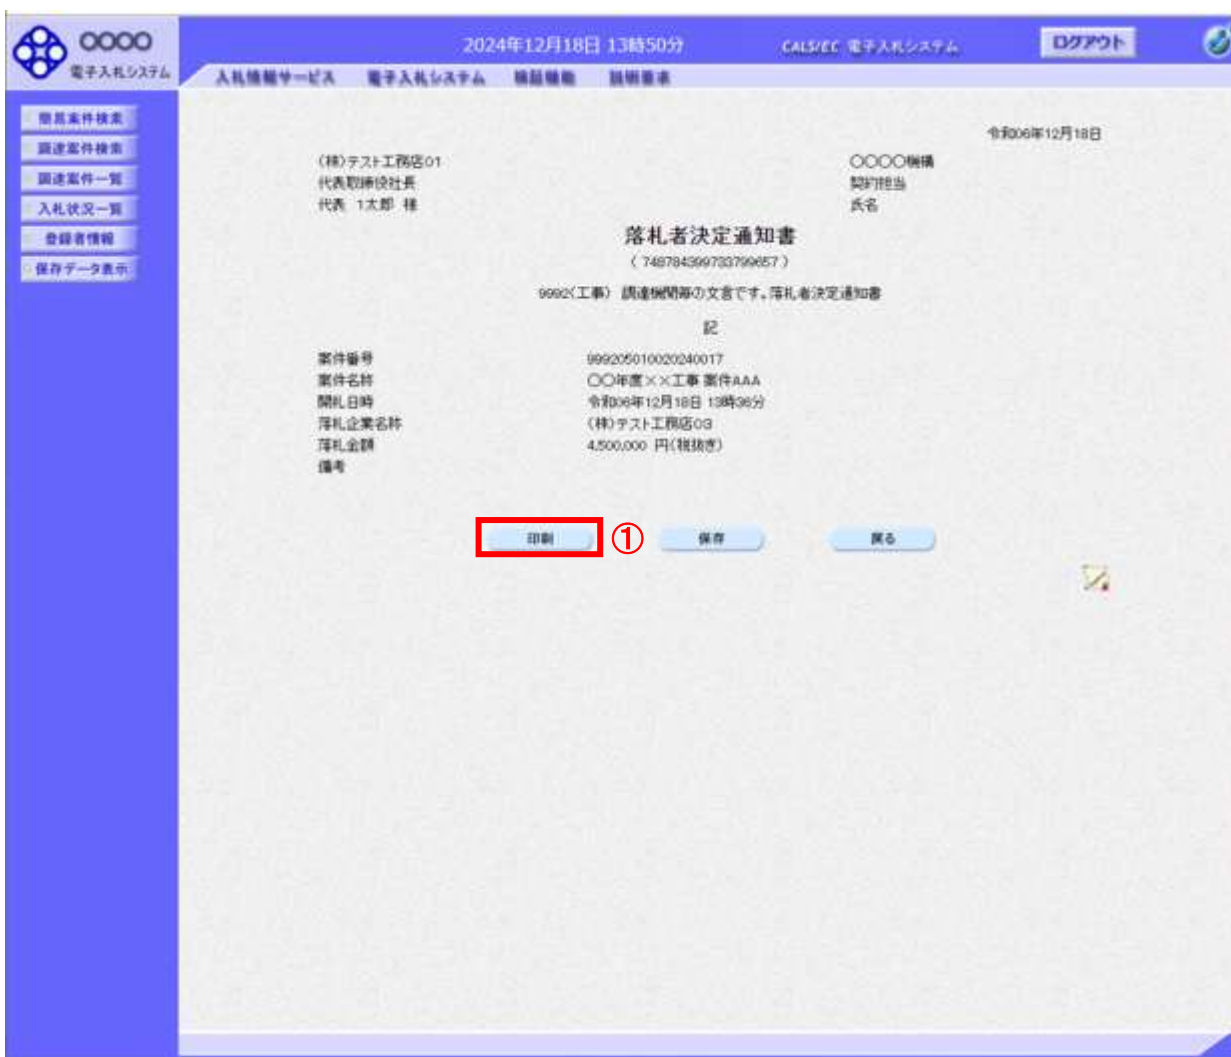 OOOO
電子入札システム
2024年12月18日 13時50分
CALS/EC 電子入札システム
ログアウト
入札情報サービス 電子入札システム 検証機能 説明要求
簡易案件検索
調達案件検索
調達案件一覧
入札状況一覧
登録者情報
保存データ表示
令和06年12月18日
(株)テスト工務店01
代表取締役社長
代表 1太郎 様
〇〇〇〇機構
契約担当
氏名
落札者決定通知書
( 748784399733799657 )
9992(工事) 調達機関毎の文言です。落札者決定通知書
記
案件番号 999205010020240017
案件名称 〇〇年度××工事 案件AAA
開札日時 令和06年12月18日 13時36分
落札企業名称 (株)テスト工務店03
落札金額 4,500,000 円(税抜き)
備考
印刷 ① 保存 戻る